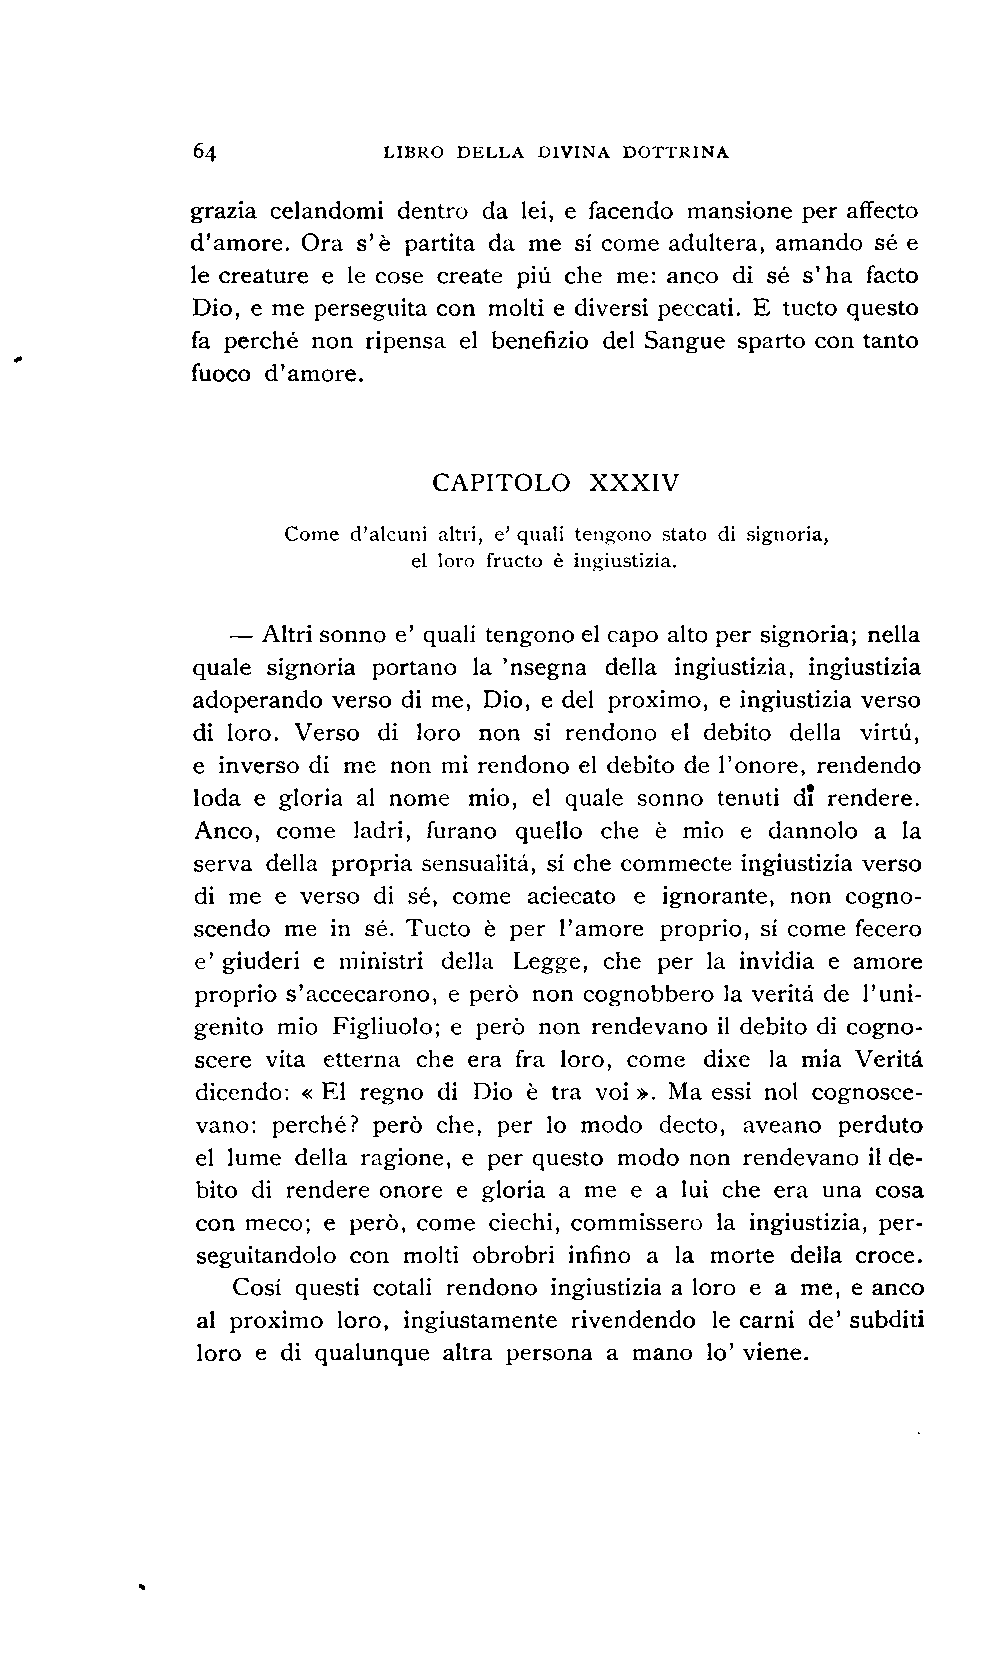 64 LIBRO DELLA DIVINA DOTTRINA
grazia celandomi dentro da lei, e facendo mansione per affecto
d'amore. Ora s'è partita da me sí come adultera, amando sé e
le creature e le cose create piú che me: anco di sé s'ha facto
Dio, e me perseguita con molti e diversi peccati. E tucto questo
fa perché non ripensa el benefizio del Sangue sparto con tanto
fuoco d'amore.
CAPITOLO XXXIV
Come d'alcuni altri, e' quali tengono stato di signoria,
el loro fructo è ingiustizia.
— Altri sonno e' quali tengono el capo alto per signoria; nella
quale signoria portano la 'nsegna della ingiustizia, ingiustizia
adoperando verso di me, Dio, e del proximo, e ingiustizia verso
di loro. Verso di loro non si rendono el debito della virtú,
e inverso di me non mi rendono el debito de l'onore, rendendo
loda e gloria al nome mio, el quale sonno tenuti di rendere.
Anco, come ladri, furano quello che è mio e dannolo a la
serva della propria sensualitá, sí che commecte ingiustizia verso
di me e verso di sé, come aciecato e ignorante, non cogno-
scendo me in sé. Tucto è per l'amore proprio, sí come fecero
e' giuderi e ministri della Legge, che per la invidia e amore
proprio s'accecarono, e però non cognobbero la veritá de l'uni-
genito mio Figliuolo; e però non rendevano il debito di cogno-
scere vita etterna che era fra loro, come dixe la mia Veritá
dicendo: « El regno di Dio è tra voi ». Ma essi nol cognosce-
vano: perché? però che, per lo modo decto, aveano perduto
el lume della ragione, e per questo modo non rendevano il de-
bito di rendere onore e gloria a me e a lui che era una cosa
con meco; e però, come ciechi, commissero la ingiustizia, per-
seguitandolo con molti obrobri infino a la morte della croce.
Cosí questi cotali rendono ingiustizia a loro e a me, e anco
al proximo loro, ingiustamente rivendendo le carni de' subditi
loro e di qualunque altra persona a mano lo' viene.